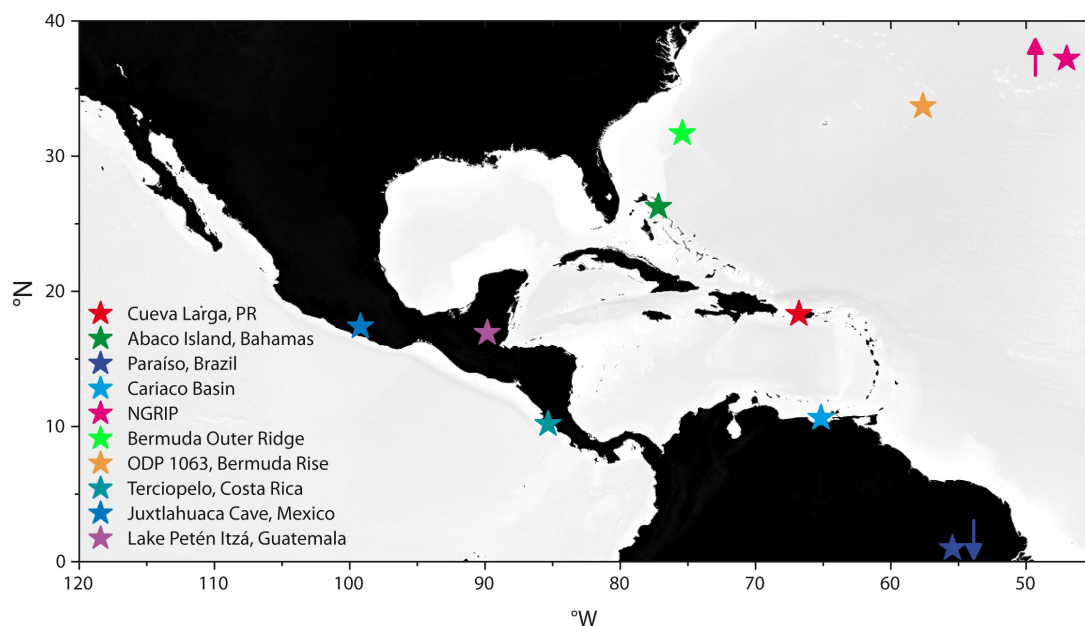 40
30
20
10
0
°N
Cueva Larga, PR
Abaco Island, Bahamas
Paraíso, Brazil
Cariaco Basin
NGRIP
Bermuda Outer Ridge
ODP 1063, Bermuda Rise
Terciopelo, Costa Rica
Juxtlahuaca Cave, Mexico
Lake Petén Itzá, Guatemala
120 110 100 90 80 70 60 50
°W